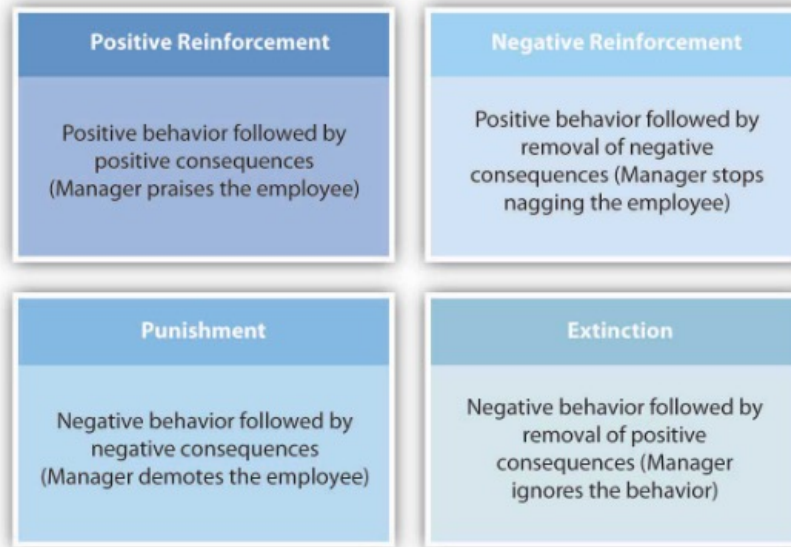 Positive Reinforcement
Positive behavior followed by
positive consequences
(Manager praises the employee)
Negative Reinforcement
Positive behavior followed by
removal of negative
consequences (Manager stops
nagging the employee)
Punishment
Negative behavior followed by
negative consequences
(Manager demotes the employee)
Extinction
Negative behavior followed by
removal of positive
consequences (Manager
ignores the behavior)